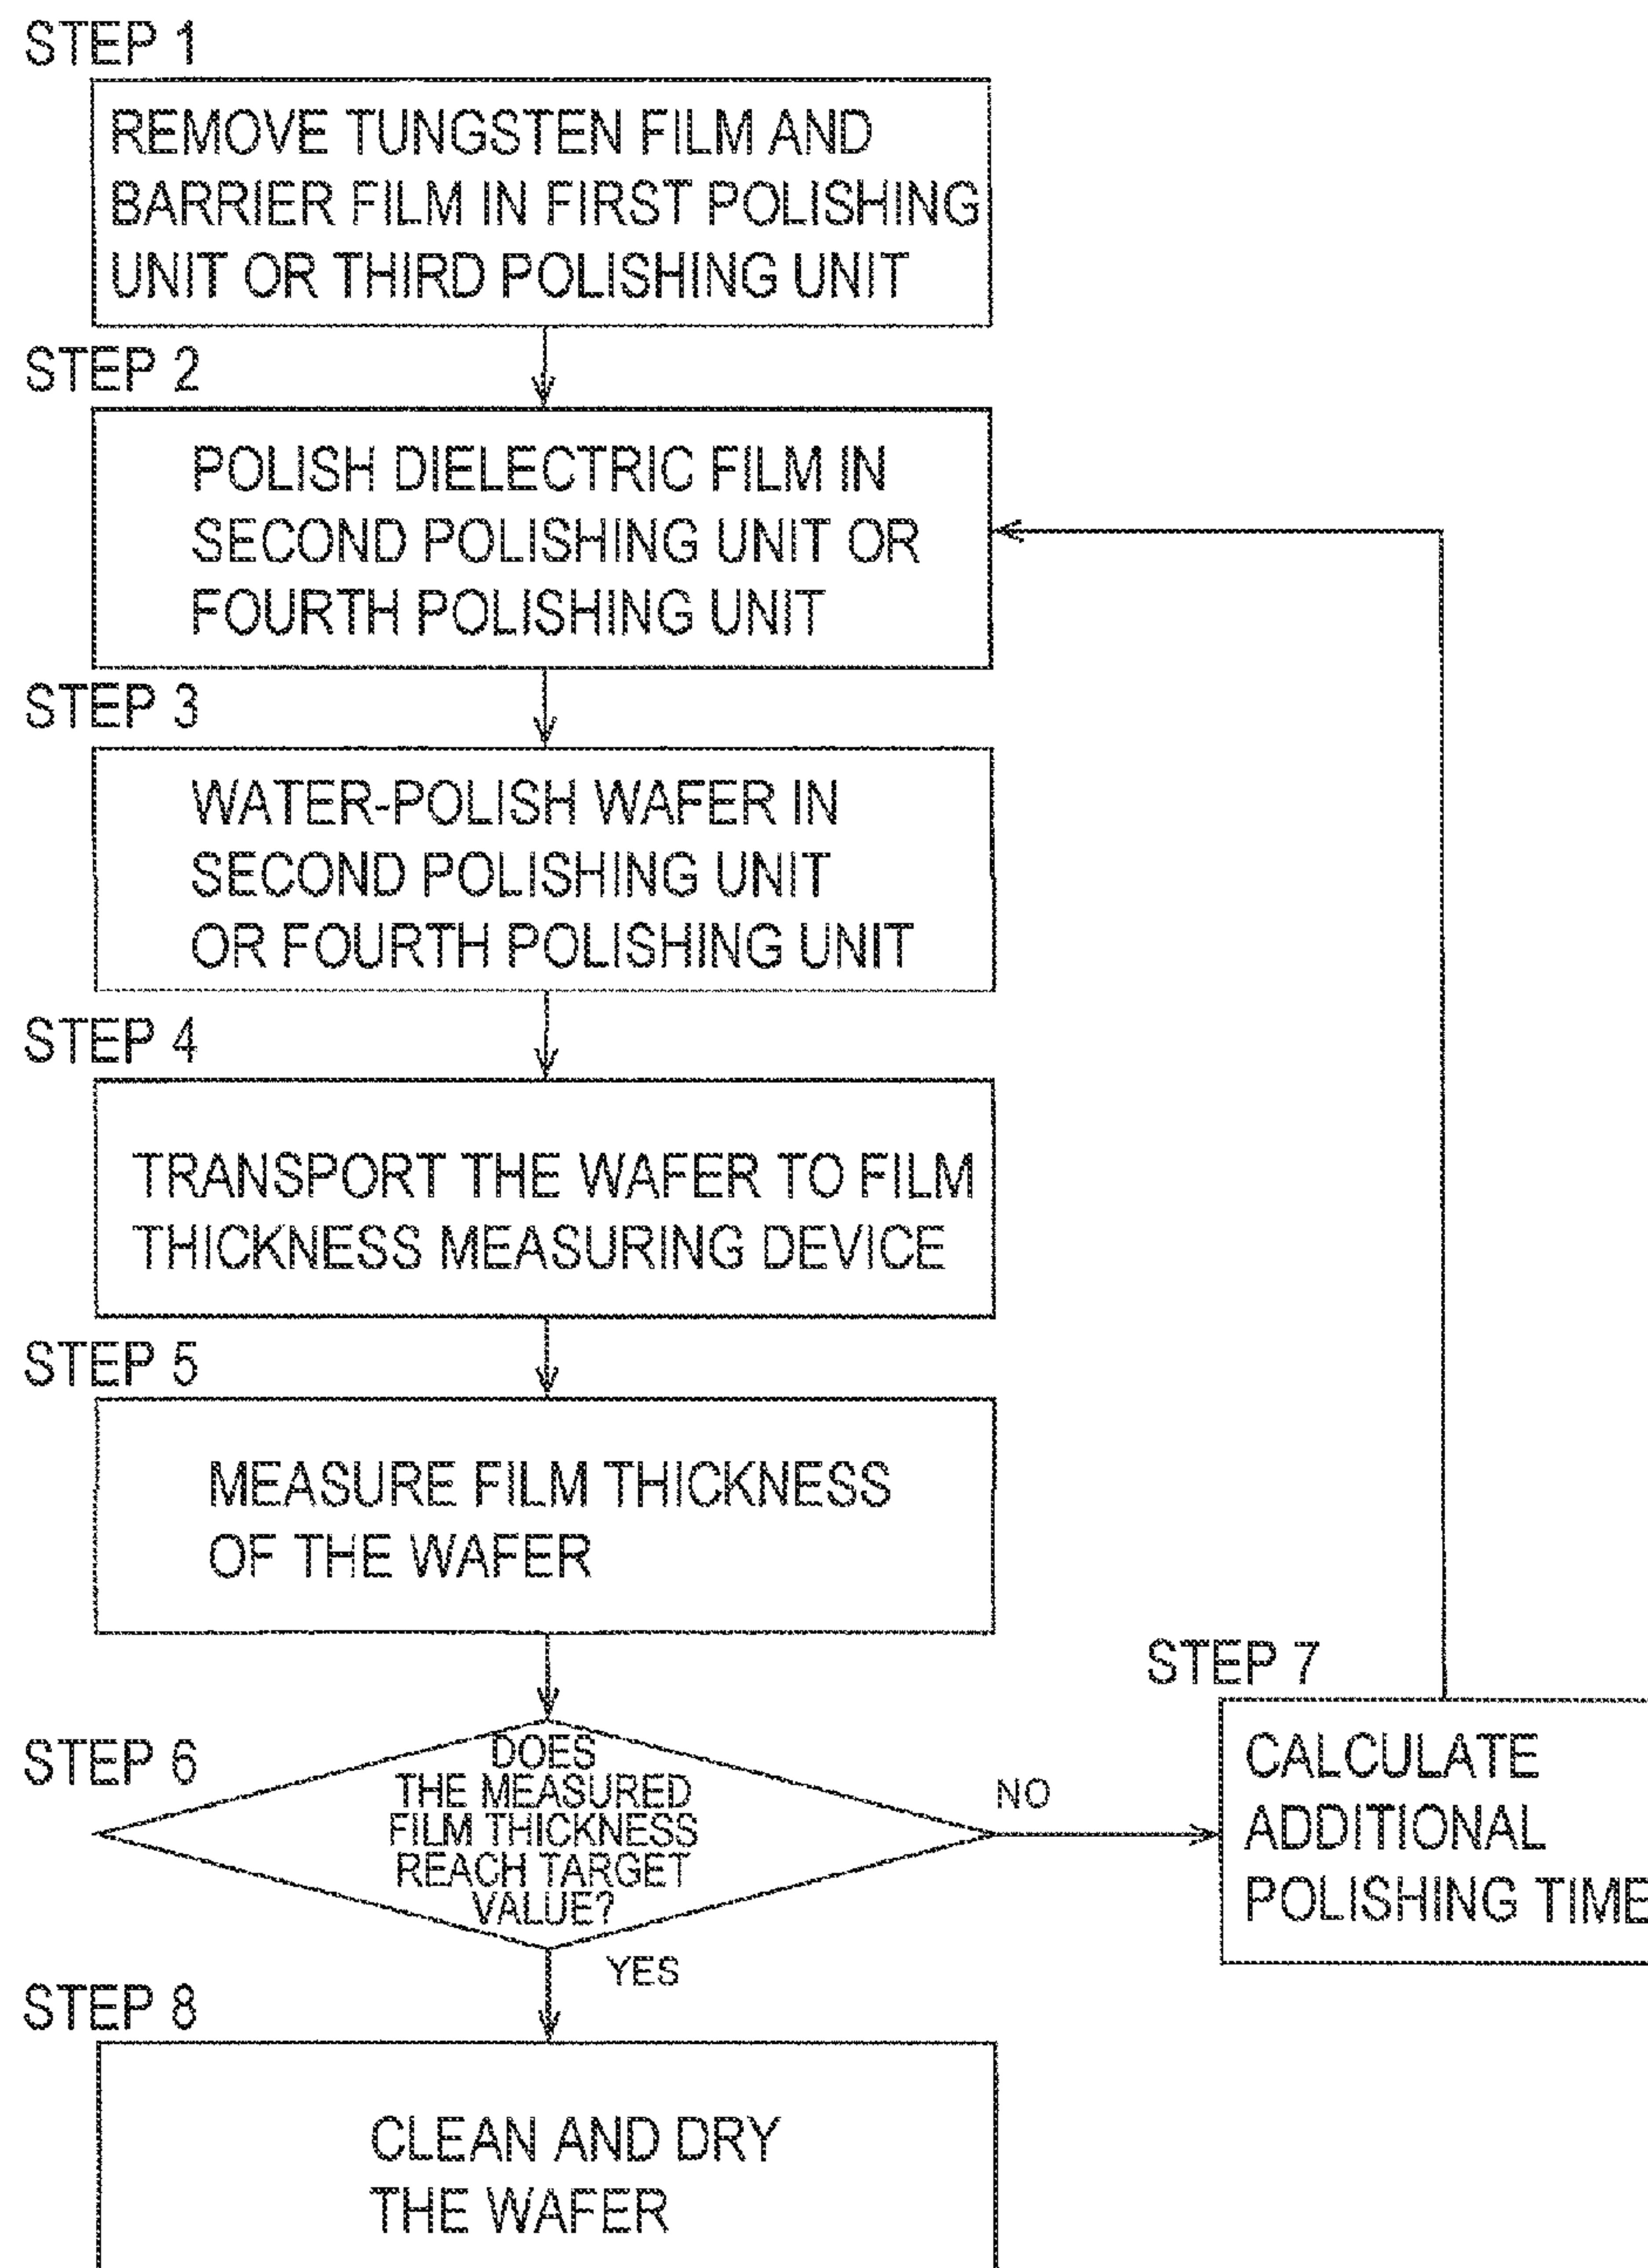 STEP 1
REMOVE TUNGSTEN FILM AND
BARRIER FILM IN FIRST POLISHING
UNIT OR THIRD POLISHING UNIT
STEP 2
POLISH DIELECTRIC FILM IN
SECOND POLISHING UNIT OR
FOURTH POLISHING UNIT
STEP 3
WATER-POLISH WAFER IN
SECOND POLISHING UNIT
OR FOURTH POLISHING UNIT
STEP 4
TRANSPORT THE WAFER TO FILM
THICKNESS MEASURING DEVICE
STEP 5
MEASURE FILM THICKNESS
OF THE WAFER
STEP 6
DOES
THE MEASURED
FILM THICKNESS
REACH TARGET
VALUE?
NO
YES
STEP 7
CALCULATE
ADDITIONAL
POLISHING TIME
STEP 8
CLEAN AND DRY
THE WAFER